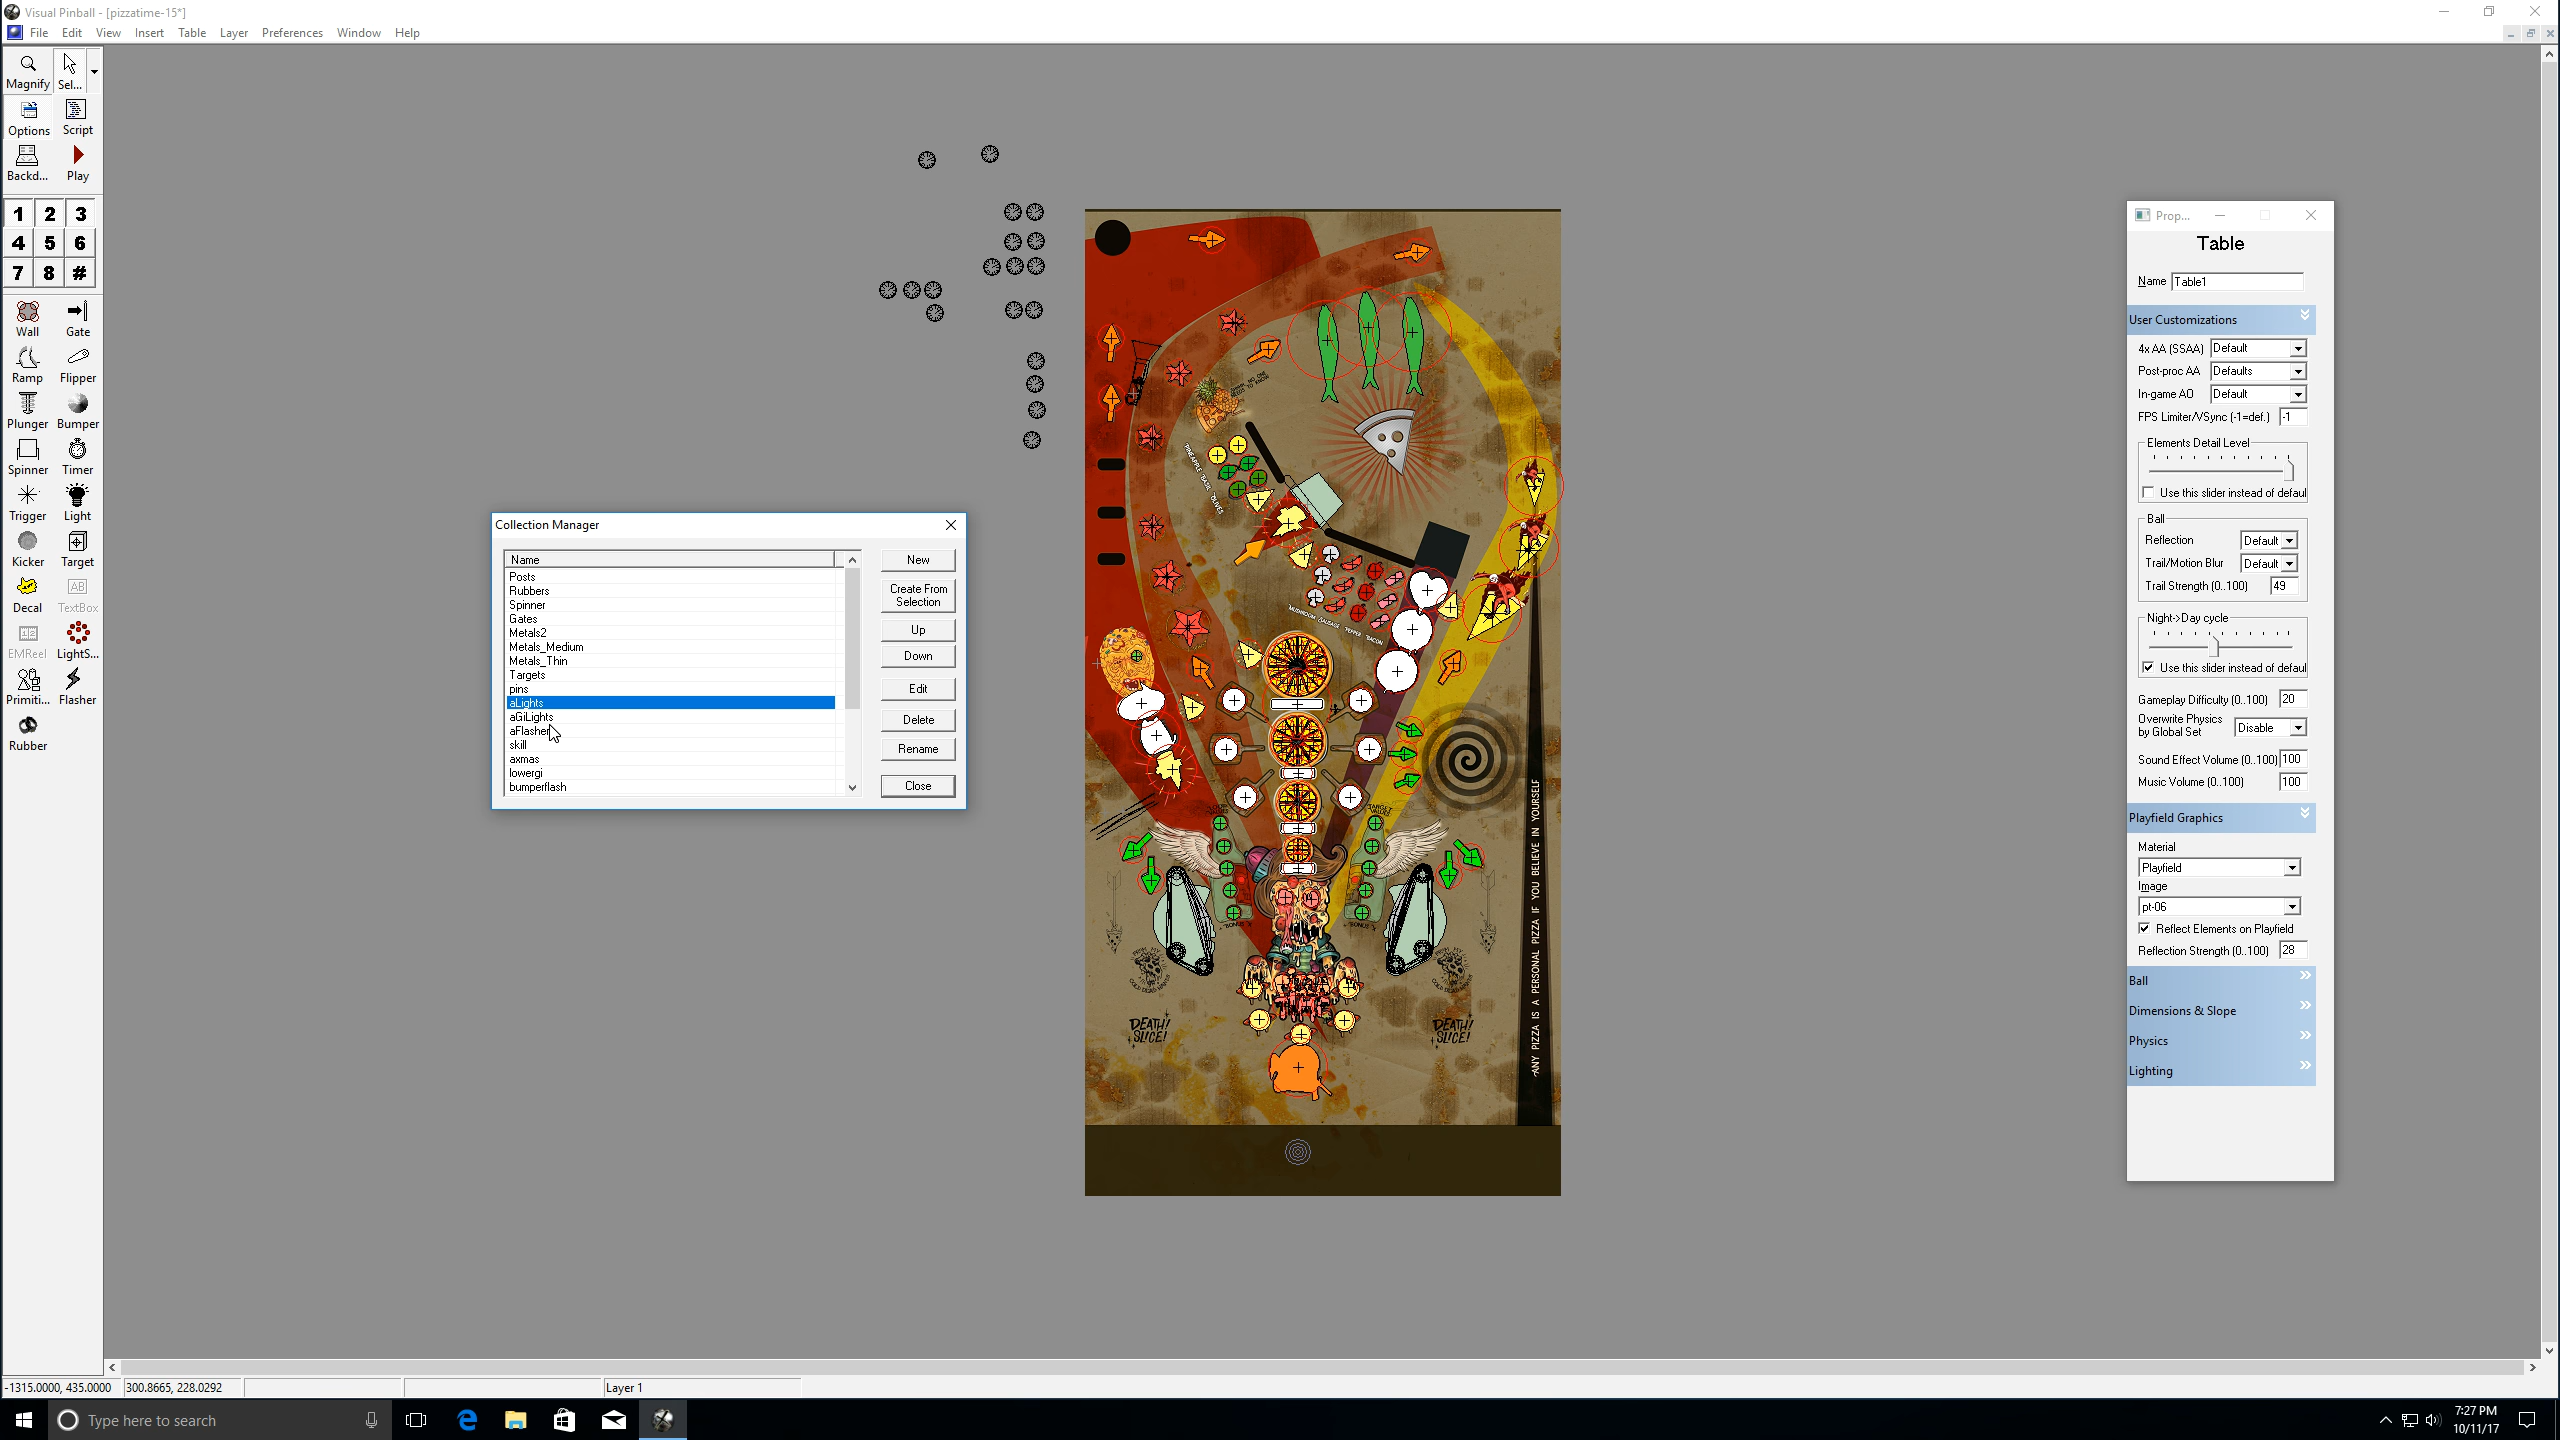 Visual Pinball - [pizzatime-15*]
File Edit View Insert Table Layer Preferences Window Help
Magnify Sel...
Options Script
Backd... Play
1 2 3
4 5 6
7 8 #
Wall Gate
Ramp Flipper
Plunger Bumper
Spinner Timer
Trigger Light
Kicker Target
Decal TextBox
EMReel LightS...
Primiti... Flasher
Rubber
Collection Manager
Name
Posts
Rubbers
Spinner
Gates
Metals2
Metals_Medium
Metals_Thin
Targets
pins
aLights
aGiLights
aFlasher
skill
axmas
lowergi
bumperflash
New
Create From
Selection
Up
Down
Edit
Delete
Rename
Close
PINEAPPLE BASIL OLIVES
MUSHROOM SAUSAGE PEPPER BACON
BONUS BONUS
DEATH! SLICE!
DEATH! SLICE!
ANY PIZZA IS A PERSONAL PIZZA IF YOU BELIEVE IN YOURSELF
Prop...
Table
Name Table1
User Customizations
4x AA (SSAA) Default
Post-proc AA Defaults
In-game AO Default
FPS Limiter/VSync (-1=def.) -1
Elements Detail Level
Use this slider instead of defaul
Ball
Reflection Default
Trail/Motion Blur Default
Trail Strength (0..100) 49
Night->Day cycle
Use this slider instead of defaul
Gameplay Difficulty (0..100) 20
Overwrite Physics
by Global Set Disable
Sound Effect Volume (0..100) 100
Music Volume (0..100) 100
Playfield Graphics
Material
Playfield
Image
pt-06
Reflect Elements on Playfield
Reflection Strength (0..100) 28
Ball
Dimensions & Slope
Physics
Lighting
-1315.0000, 435.0000 300.8665, 228.0292 Layer 1
Type here to search
7:27 PM
10/11/17